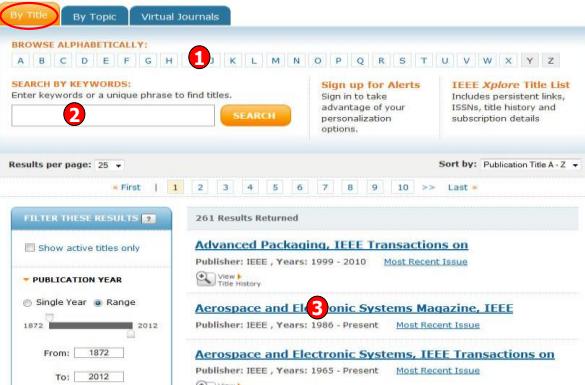 By Title By Topic Virtual Journals
BROWSE ALPHABETICALLY:
A B C D E F G H 1 J K L M N O P Q R S T U V W X Y Z
SEARCH BY KEYWORDS:
Enter keywords or a unique phrase to find titles.
2 SEARCH
Sign up for Alerts
Sign in to take
advantage of your
personalization
options.
IEEE Xplore Title List
Includes persistent links,
ISSNs, title history and
subscription details
Results per page: 25 Sort by: Publication Title A - Z
« First | 1 2 3 4 5 6 7 8 9 10 >> Last »
FILTER THESE RESULTS ?
Show active titles only
PUBLICATION YEAR
Single Year Range
1872 2012
From: 1872
To: 2012
261 Results Returned
Advanced Packaging, IEEE Transactions on
Publisher: IEEE , Years: 1999 - 2010 Most Recent Issue
View
Title History
Aerospace and El 3 onic Systems Magazine, IEEE
Publisher: IEEE , Years: 1986 - Present Most Recent Issue
Aerospace and Electronic Systems, IEEE Transactions on
Publisher: IEEE , Years: 1965 - Present Most Recent Issue